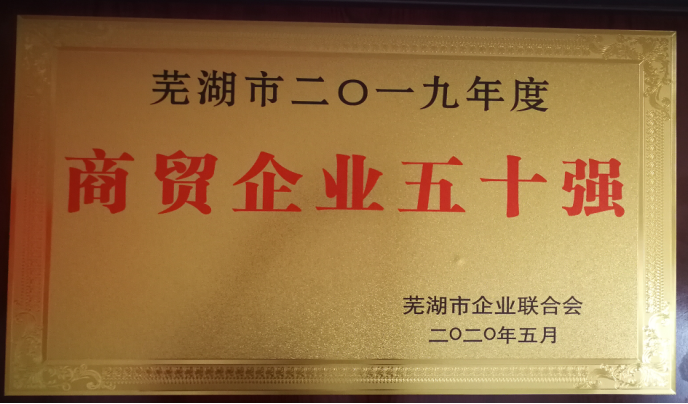 芜湖市二〇一九年度
商贸企业五十强
芜湖市企业联合会
二〇二〇年五月